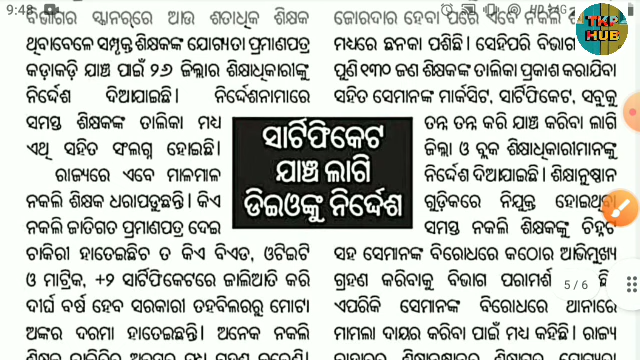 9:48
ବିଭାଗର ସ୍କାନରରେ ଆଉ ଶତାଧିକ ଶିକ୍ଷକ
ଥିବାବେଳେ ସମ୍ପୃକ୍ତ ଶିକ୍ଷକଙ୍କ ଯୋଗ୍ୟତା ପ୍ରମାଣପତ୍ର
କଡ଼ାକଡ଼ି ଯାଞ୍ଚ ପାଇଁ ୨୬ ଜିଲ୍ଲାର ଶିକ୍ଷାଧିକାରୀଙ୍କୁ
ନିର୍ଦ୍ଦେଶ ଦିଆଯାଇଛି। ନିର୍ଦ୍ଦେଶନାମାରେ
ସମସ୍ତ ଶିକ୍ଷକଙ୍କ ତାଲିକା ମଧ୍ୟ
ଏଥି ସହିତ ସଂଲଗ୍ନ ହୋଇଛି।
ରାଜ୍ୟରେ ଏବେ ମାଳମାଳ
ନକଲି ଶିକ୍ଷକ ଧରାପଡୁଛନ୍ତି। କିଏ
ନକଲି ଜାତିଗତ ପ୍ରମାଣପତ୍ର ଦେଇ
ଚାକିରୀ ହାତେଇଛିତ ତ କିଏ ବିଏଡ, ଓଟିଇଟି
ଓ ମାଟ୍ରିକ, +୨ ସାର୍ଟିଫିକେଟରେ ଜାଲିଆତି କରି
ଦୀର୍ଘ ବର୍ଷ ହେବ ସରକାରୀ ତହବିଲରରୁ ମୋଟା
ଅଙ୍କର ଦରମା ହାତେଇଛନ୍ତି। ଅନେକ ନକଲି
ସାର୍ଟିଫିକେଟ
ଯାଞ୍ଚ ଲାଗି
ଡିଇଓଙ୍କୁ ନିର୍ଦ୍ଦେଶ
ଜୋରଦାର ହେବା ପରେ ଏବେ ନକଲି
ମଧ୍ୟରେ ଛନକା ପଶିଛି। ସେହିପରି ବିଭାଗ
ପୁଣି ୧୩୦ ଜଣ ଶିକ୍ଷକଙ୍କ ତାଲିକା ପ୍ରକାଶ କରାଯିବା
ସହିତ ସେମାନଙ୍କ ମାର୍କସିଟ, ସାର୍ଟିଫିକେଟ, ସବୁକୁ
ତନ୍ନ ତନ୍ନ କରି ଯାଞ୍ଚ କରିବା ଲାଗି
ଜିଲ୍ଲା ଓ ବ୍ଲକ ଶିକ୍ଷାଧିକାରୀମାନଙ୍କୁ
ନିର୍ଦ୍ଦେଶ ଦିଆଯାଇଛି। ଶିକ୍ଷାନୁଷ୍ଠାନ
ଗୁଡ଼ିକରେ ନିଯୁକ୍ତ ହୋଇଥିବା
ସମସ୍ତ ନକଲି ଶିକ୍ଷକଙ୍କୁ ଚିହ୍ନଟ
ସହ ସେମାନଙ୍କ ବିରୋଧରେ କଠୋର ଆଭିମୁଖ୍ୟ
ଗ୍ରହଣ କରିବାକୁ ବିଭାଗ ପରାମର୍ଶ
ଏପରିକି ସେମାନଙ୍କ ବିରୋଧରେ ଥାନାରେ
ମାମଲା ଦାୟର କରିବା ପାଇଁ ମଧ୍ୟ କହିଛି। ରାଜ୍ୟ
TKP
HUB
5 / 6